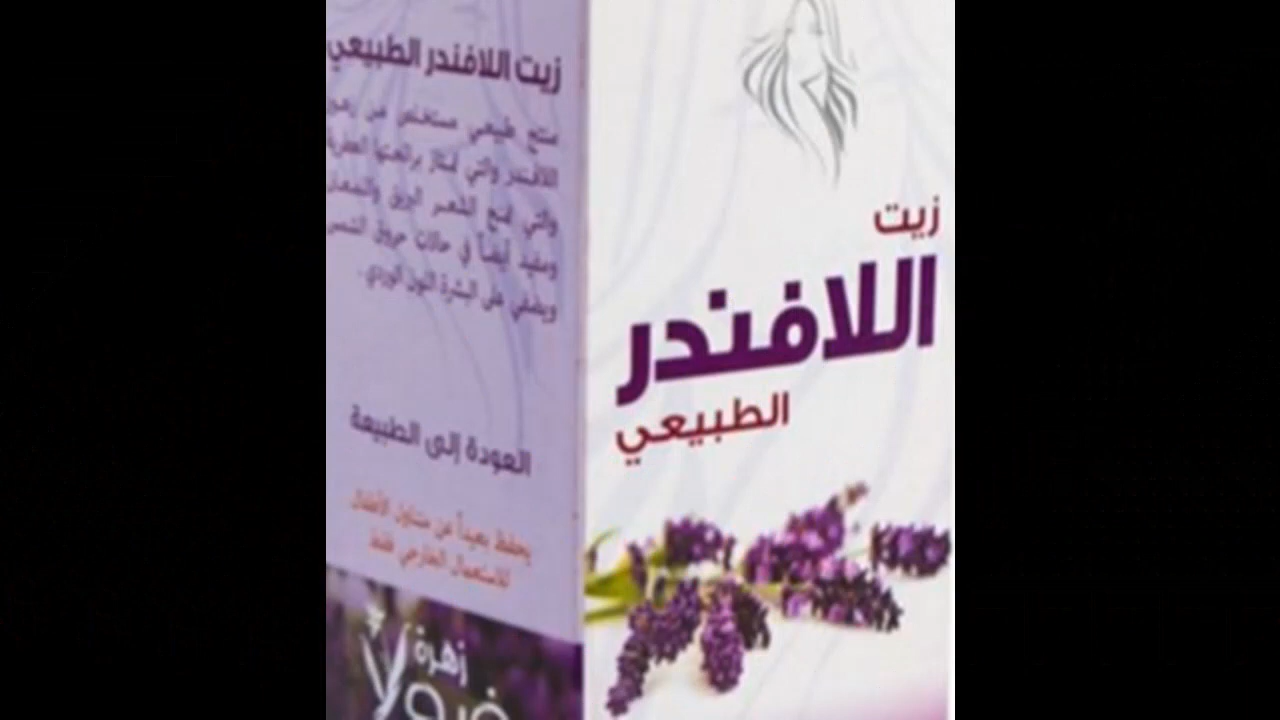 زيت
اللافندر
الطبيعي
زيت اللافندر الطبيعي
منتج طبيعي مستخلص من زهور
اللافندر والتي تمتاز برائحتها العطرية
والتي تمنح الشعر البريق واللمعان
ومفيد أيضاً في حالات حروق الشمس
ويضفي على البشرة اللون الوردي.
العودة إلى الطبيعة
يحفظ بعيداً عن متناول الأطفال
للاستعمال الخارجي فقط
زهرة